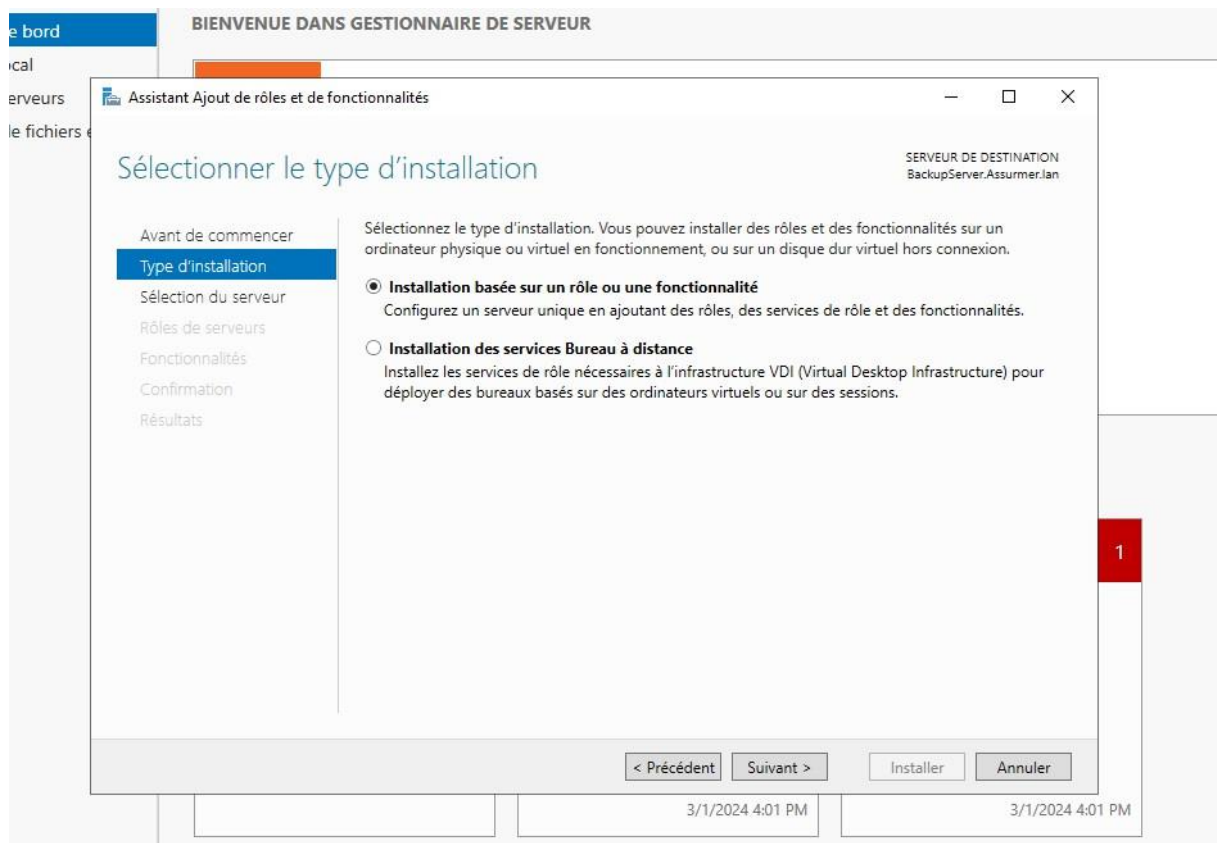 e bord
BIENVENUE DANS GESTIONNAIRE DE SERVEUR
cal
erveurs
le fichiers e
Assistant Ajout de rôles et de fonctionnalités
Sélectionner le type d'installation
SERVEUR DE DESTINATION
BackupServer.Assurmer.lan
Avant de commencer
Type d'installation
Sélection du serveur
Rôles de serveurs
Fonctionnalités
Confirmation
Résultats
Sélectionnez le type d'installation. Vous pouvez installer des rôles et des fonctionnalités sur un
ordinateur physique ou virtuel en fonctionnement, ou sur un disque dur virtuel hors connexion.
Installation basée sur un rôle ou une fonctionnalité
Configurez un serveur unique en ajoutant des rôles, des services de rôle et des fonctionnalités.
Installation des services Bureau à distance
Installez les services de rôle nécessaires à l'infrastructure VDI (Virtual Desktop Infrastructure) pour
déployer des bureaux basés sur des ordinateurs virtuels ou sur des sessions.
1
< Précédent
Suivant >
Installer
Annuler
3/1/2024 4:01 PM
3/1/2024 4:01 PM